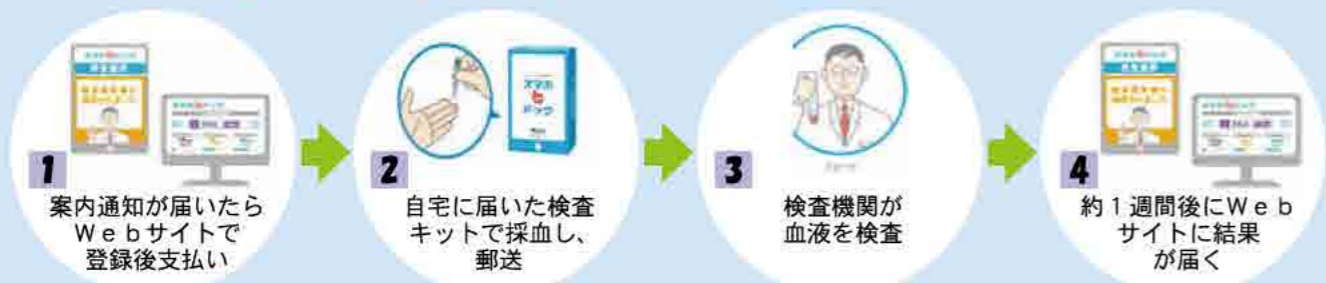 1
案内通知が届いたら
Ｗｅｂサイトで
登録後支払い
スマホ
de
ドック
2
自宅に届いた検査
キットで採血し、
郵送
3
検査機関が
血液を検査
4
約１週間後にＷｅｂ
サイトに結果
が届く